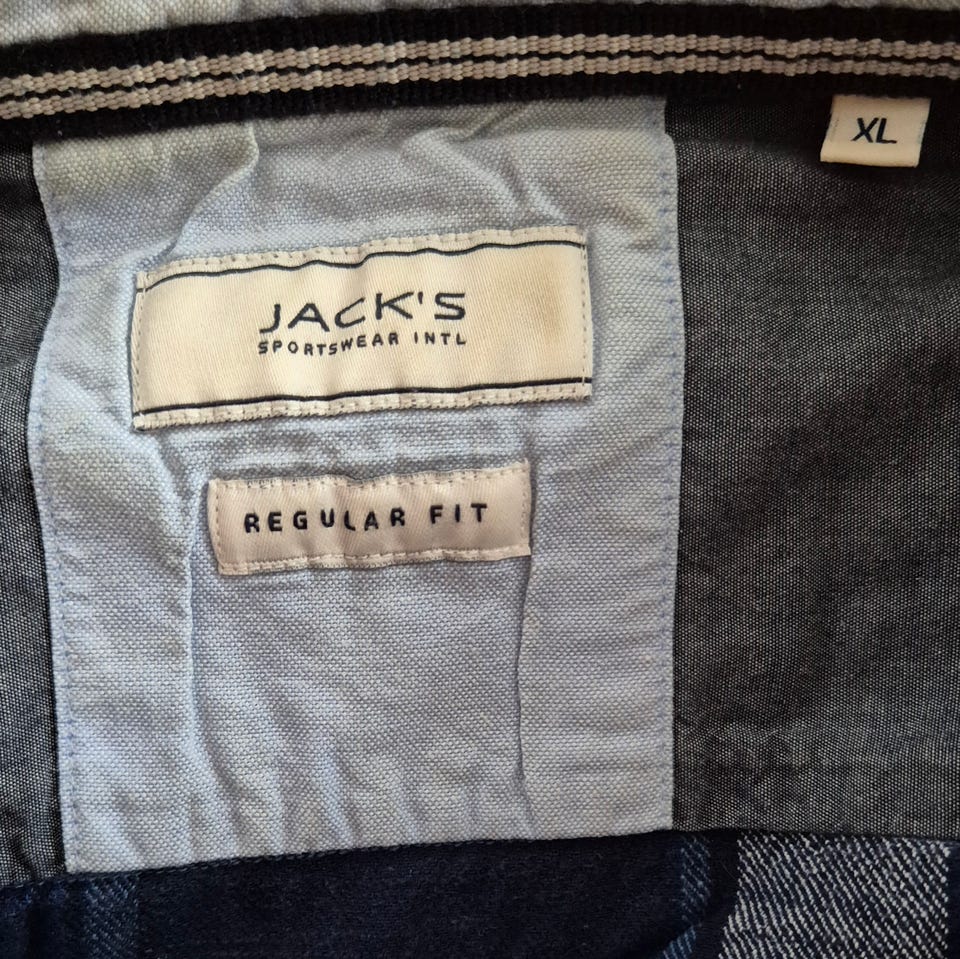 XL
JACK'S
SPORTSWEAR INTL
REGULAR FIT